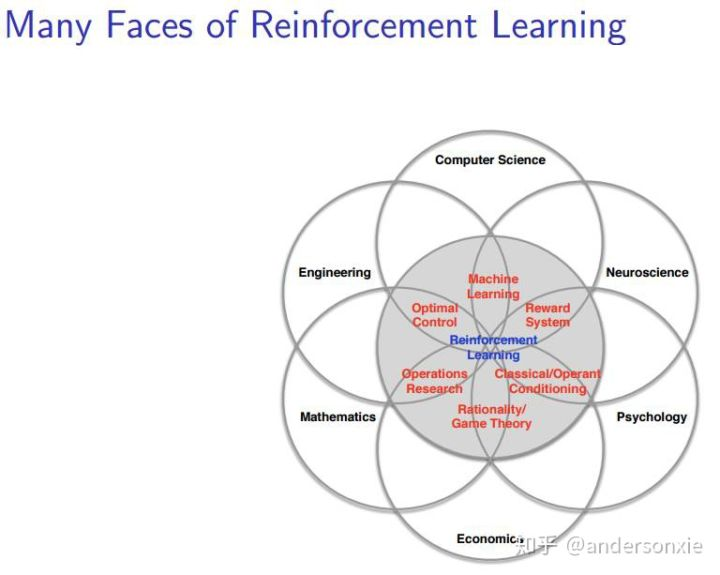 Many Faces of Reinforcement Learning
Computer Science
Engineering
Neuroscience
Machine
Learning
Optimal
Control
Reward
System
Reinforcement
Learning
Operations
Research
Classical/Operant
Conditioning
Rationality/
Game Theory
Mathematics
Psychology
Economics
知乎 @andersonxie